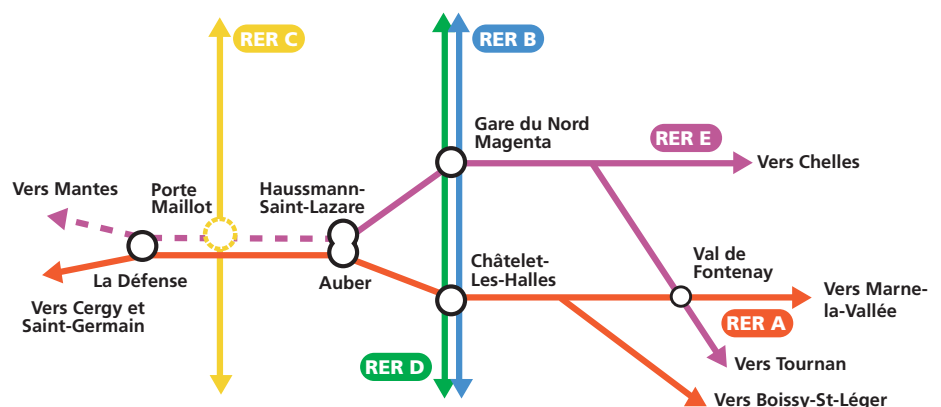 RER C
RER B
Gare du Nord
Magenta
RER E
Vers Chelles
Vers Mantes
Porte
Maillot
Haussmann-
Saint-Lazare
La Défense
Auber
Châtelet-
Les-Halles
Val de
Fontenay
Vers Marne-
la-Vallée
Vers Cergy et
Saint-Germain
RER A
RER D
Vers Tournan
Vers Boissy-St-Léger